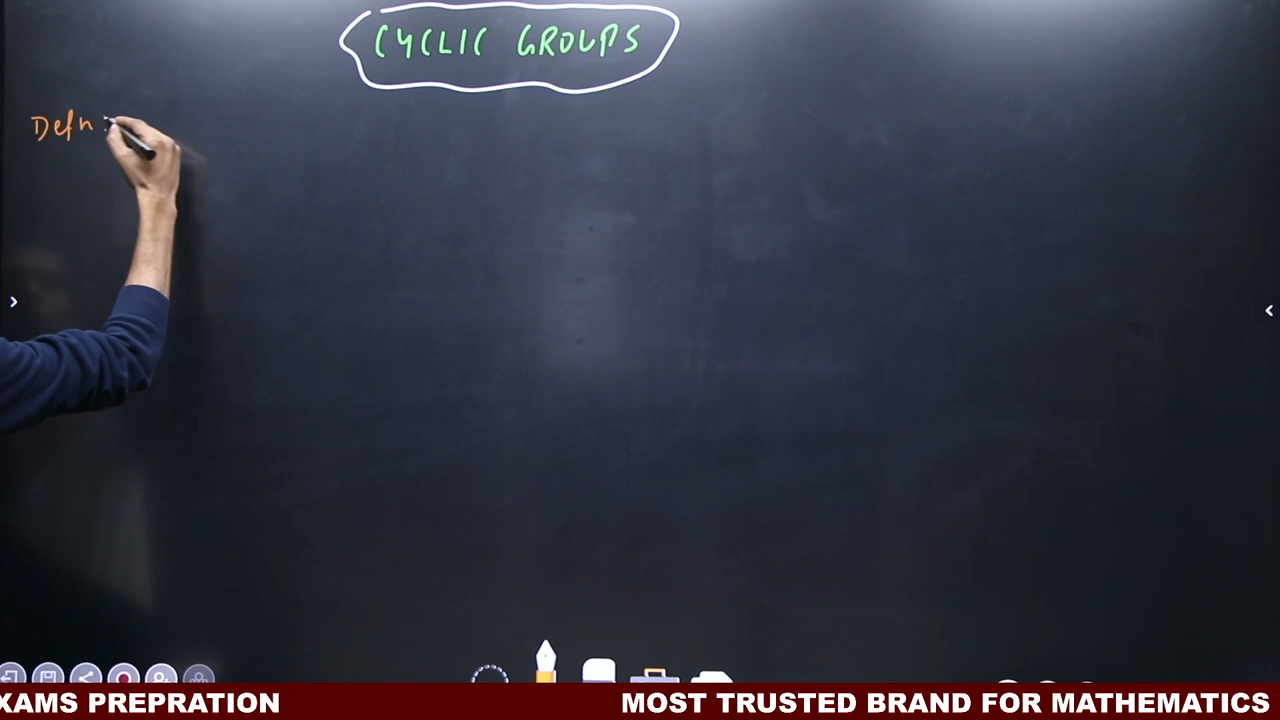 CYCLIC GROUPS
Defn
XAMS PREPRATION
MOST TRUSTED BRAND FOR MATHEMATICS